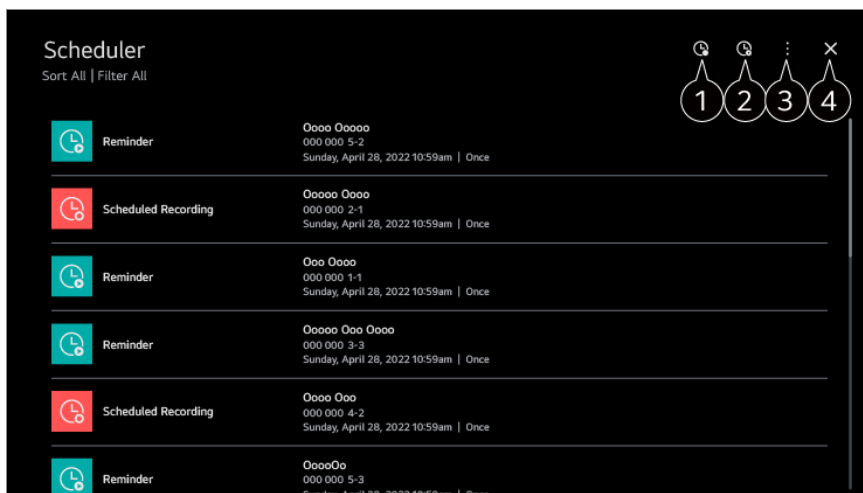 Scheduler
Sort All | Filter All
1 2 3 4
Reminder
Oooo Ooooo
000 000 5-2
Sunday, April 28, 2022 10:59am | Once
Scheduled Recording
Ooooo Oooo
000 000 2-1
Sunday, April 28, 2022 10:59am | Once
Reminder
Ooo Oooo
000 000 1-1
Sunday, April 28, 2022 10:59am | Once
Reminder
Ooooo Ooo Oooo
000 000 3-3
Sunday, April 28, 2022 10:59am | Once
Scheduled Recording
Oooo Ooo
000 000 4-2
Sunday, April 28, 2022 10:59am | Once
Reminder
OoooOo
000 000 5-3